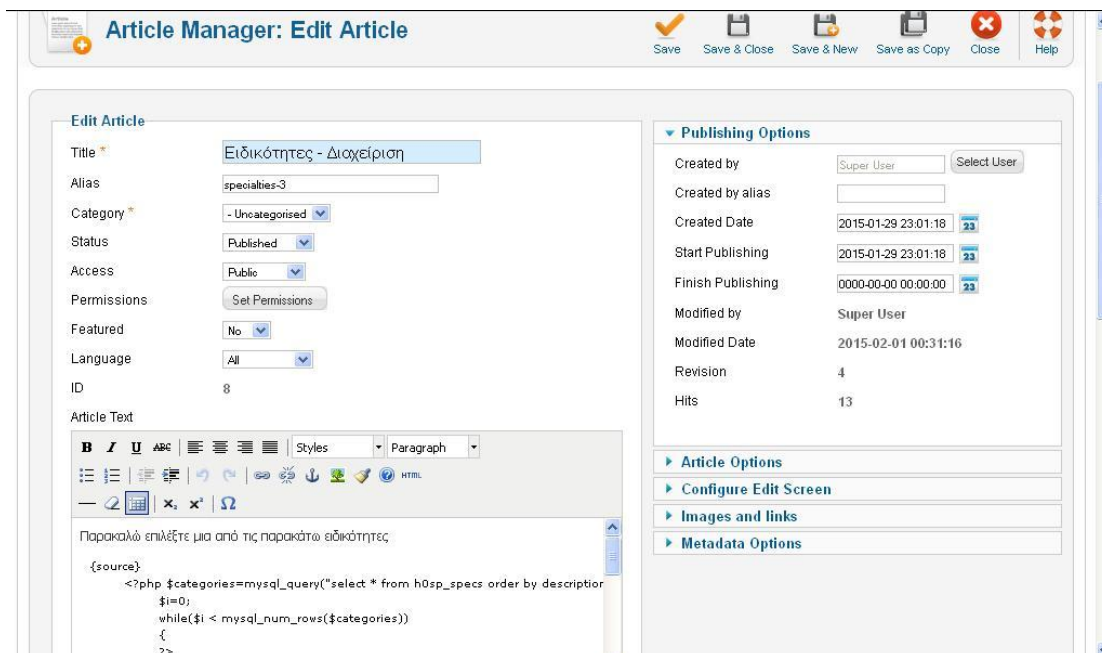 Article Manager: Edit Article
Save
Save & Close
Save & New
Save as Copy
Close
Help
Edit Article
Title *
Ειδικότητες - Διαχείριση
Alias
specialties-3
Category *
- Uncategorised
Status
Published
Access
Public
Permissions
Set Permissions
Featured
No
Language
All
ID
8
Article Text
B I U ABC
Styles
Paragraph
HTML
Ω
Παρακαλώ επιλέξτε μια από τις παρακάτω ειδικότητες
{source}
<?php $categories=mysql_query("select * from h0sp_specs order by description
$i=0;
while($i < mysql_num_rows($categories))
{
?>
Publishing Options
Created by
Super User
Select User
Created by alias
Created Date
2015-01-29 23:01:18
23
Start Publishing
2015-01-29 23:01:18
23
Finish Publishing
0000-00-00 00:00:00
23
Modified by
Super User
Modified Date
2015-02-01 00:31:16
Revision
4
Hits
13
Article Options
Configure Edit Screen
Images and links
Metadata Options